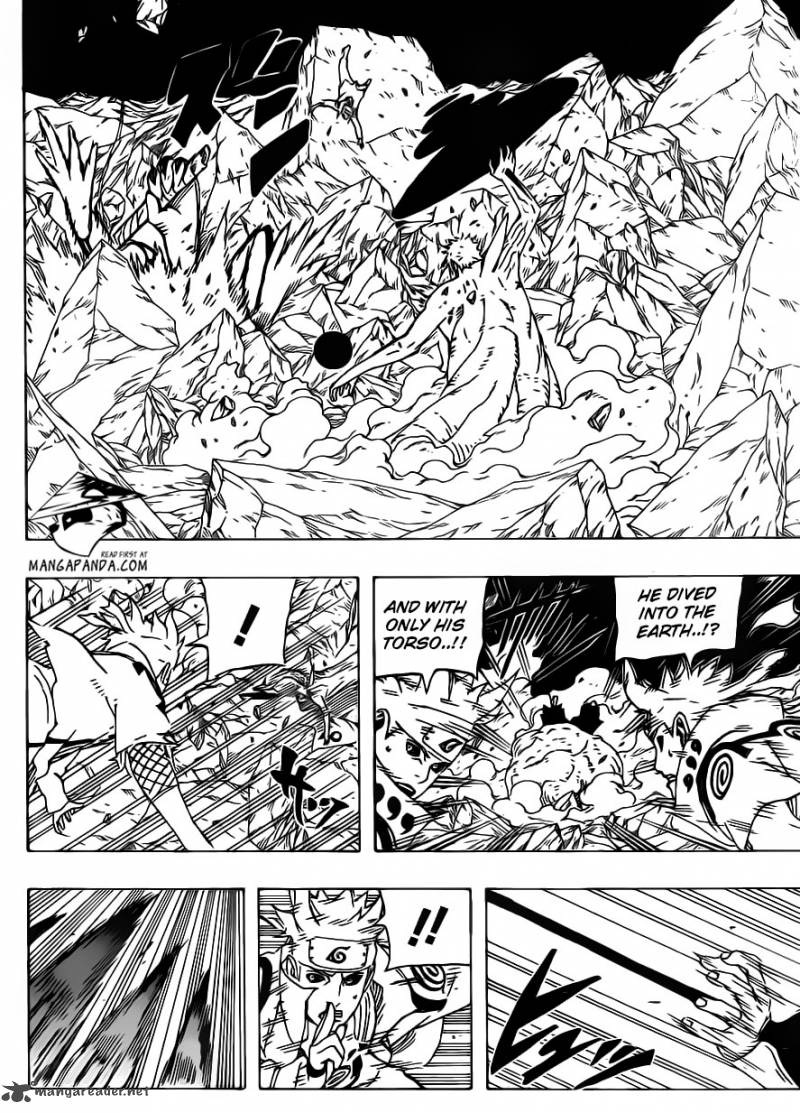 READ FIRST AT
MANGAPANDA.COM
HE DIVED
INTO THE
EARTH..!?
AND WITH
ONLY HIS
TORSO..!!
!
!!
mangareader.net